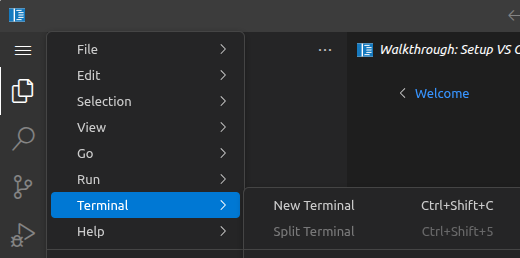 Walkthrough: Setup VS
Welcome
File
Edit
Selection
View
Go
Run
Terminal
Help
New Terminal Ctrl+Shift+C
Split Terminal Ctrl+Shift+5